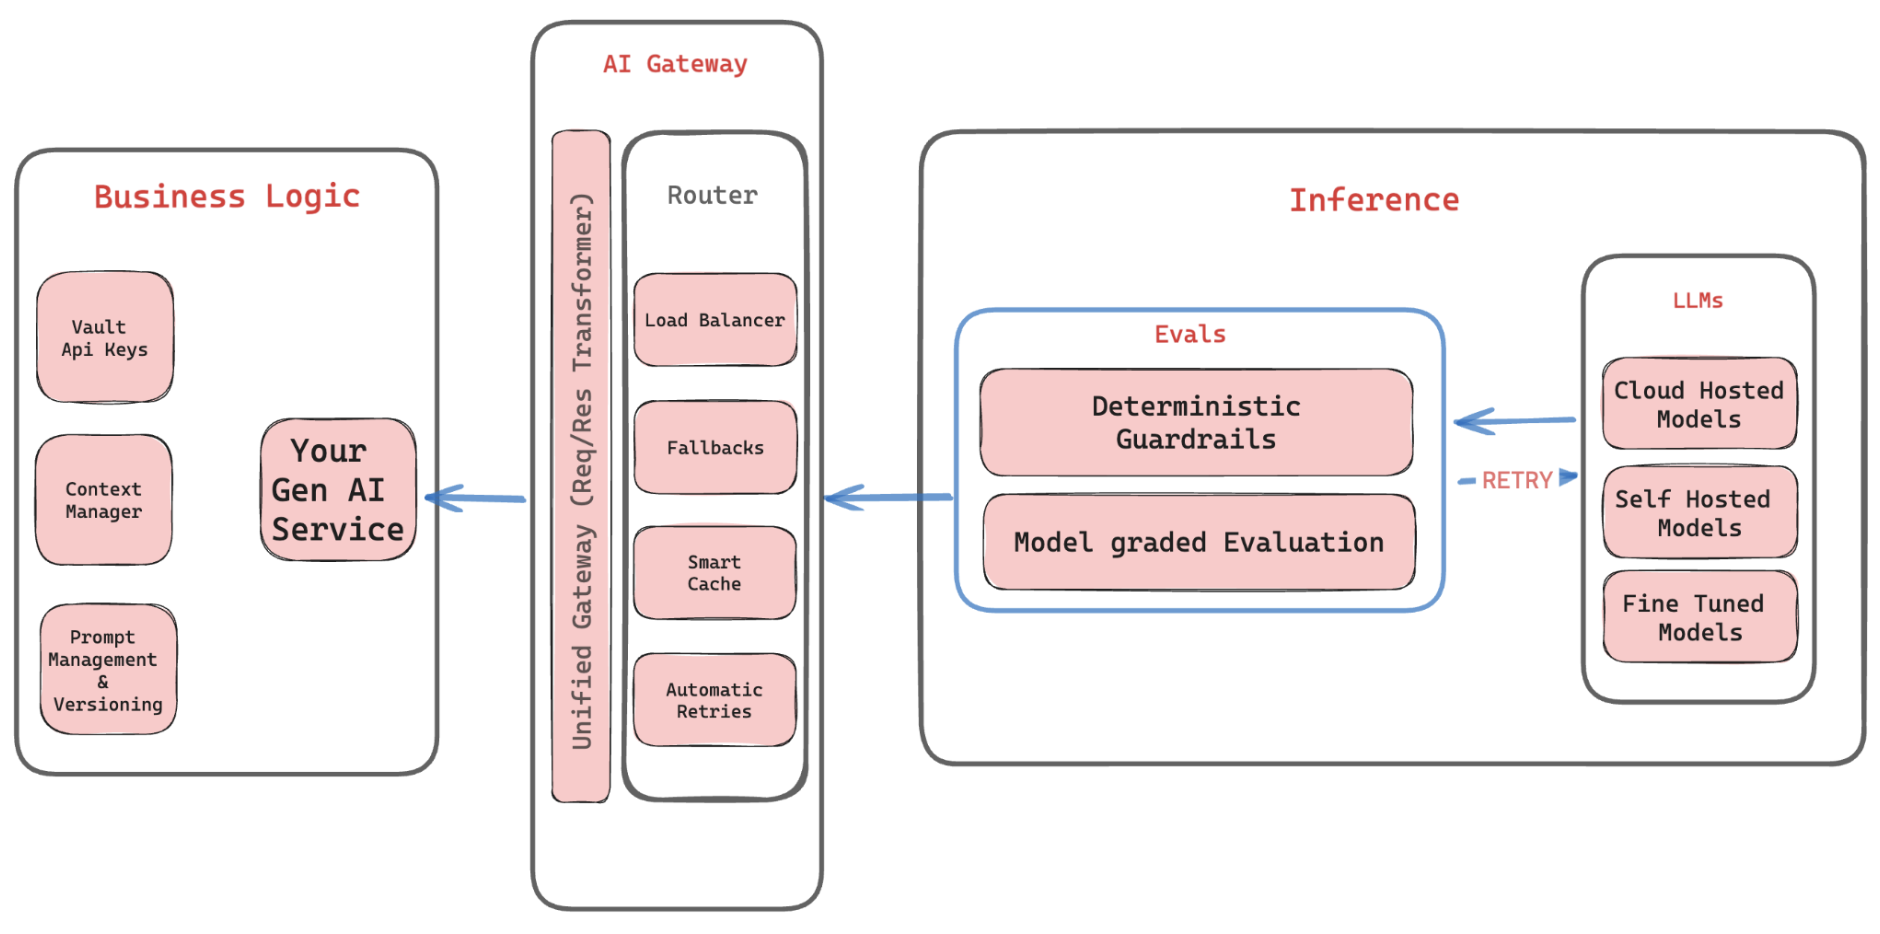 Business Logic
Vault
Api Keys
Context
Manager
Prompt
Management
&
Versioning
Your
Gen AI
Service
AI Gateway
Unified Gateway (Req/Res Transformer)
Router
Load Balancer
Fallbacks
Smart
Cache
Automatic
Retries
Inference
Evals
Deterministic
Guardrails
Model graded Evaluation
RETRY
LLMs
Cloud Hosted
Models
Self Hosted
Models
Fine Tuned
Models